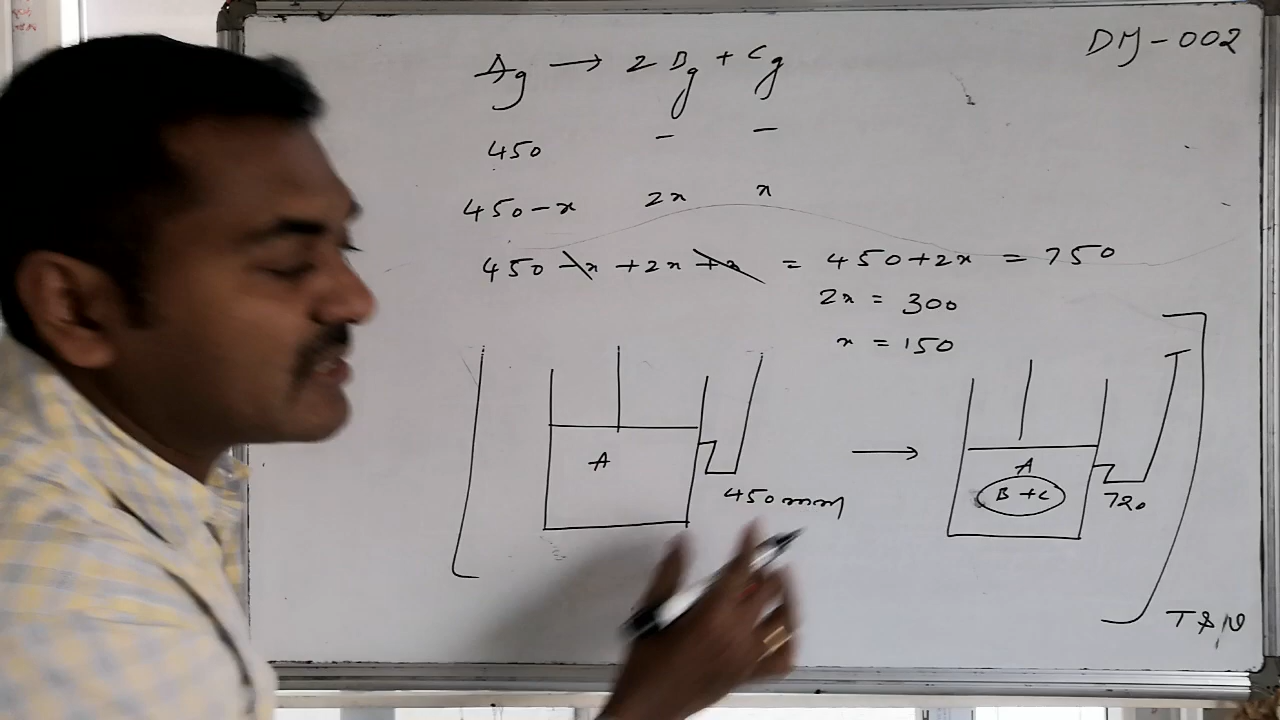 DM-002
Ag → 2Bg + Cg
450 - -
450-x 2x x
450 -x +2x +x = 450+2x = 750
2x = 300
x = 150
A
450mm
→
A
B+C
720